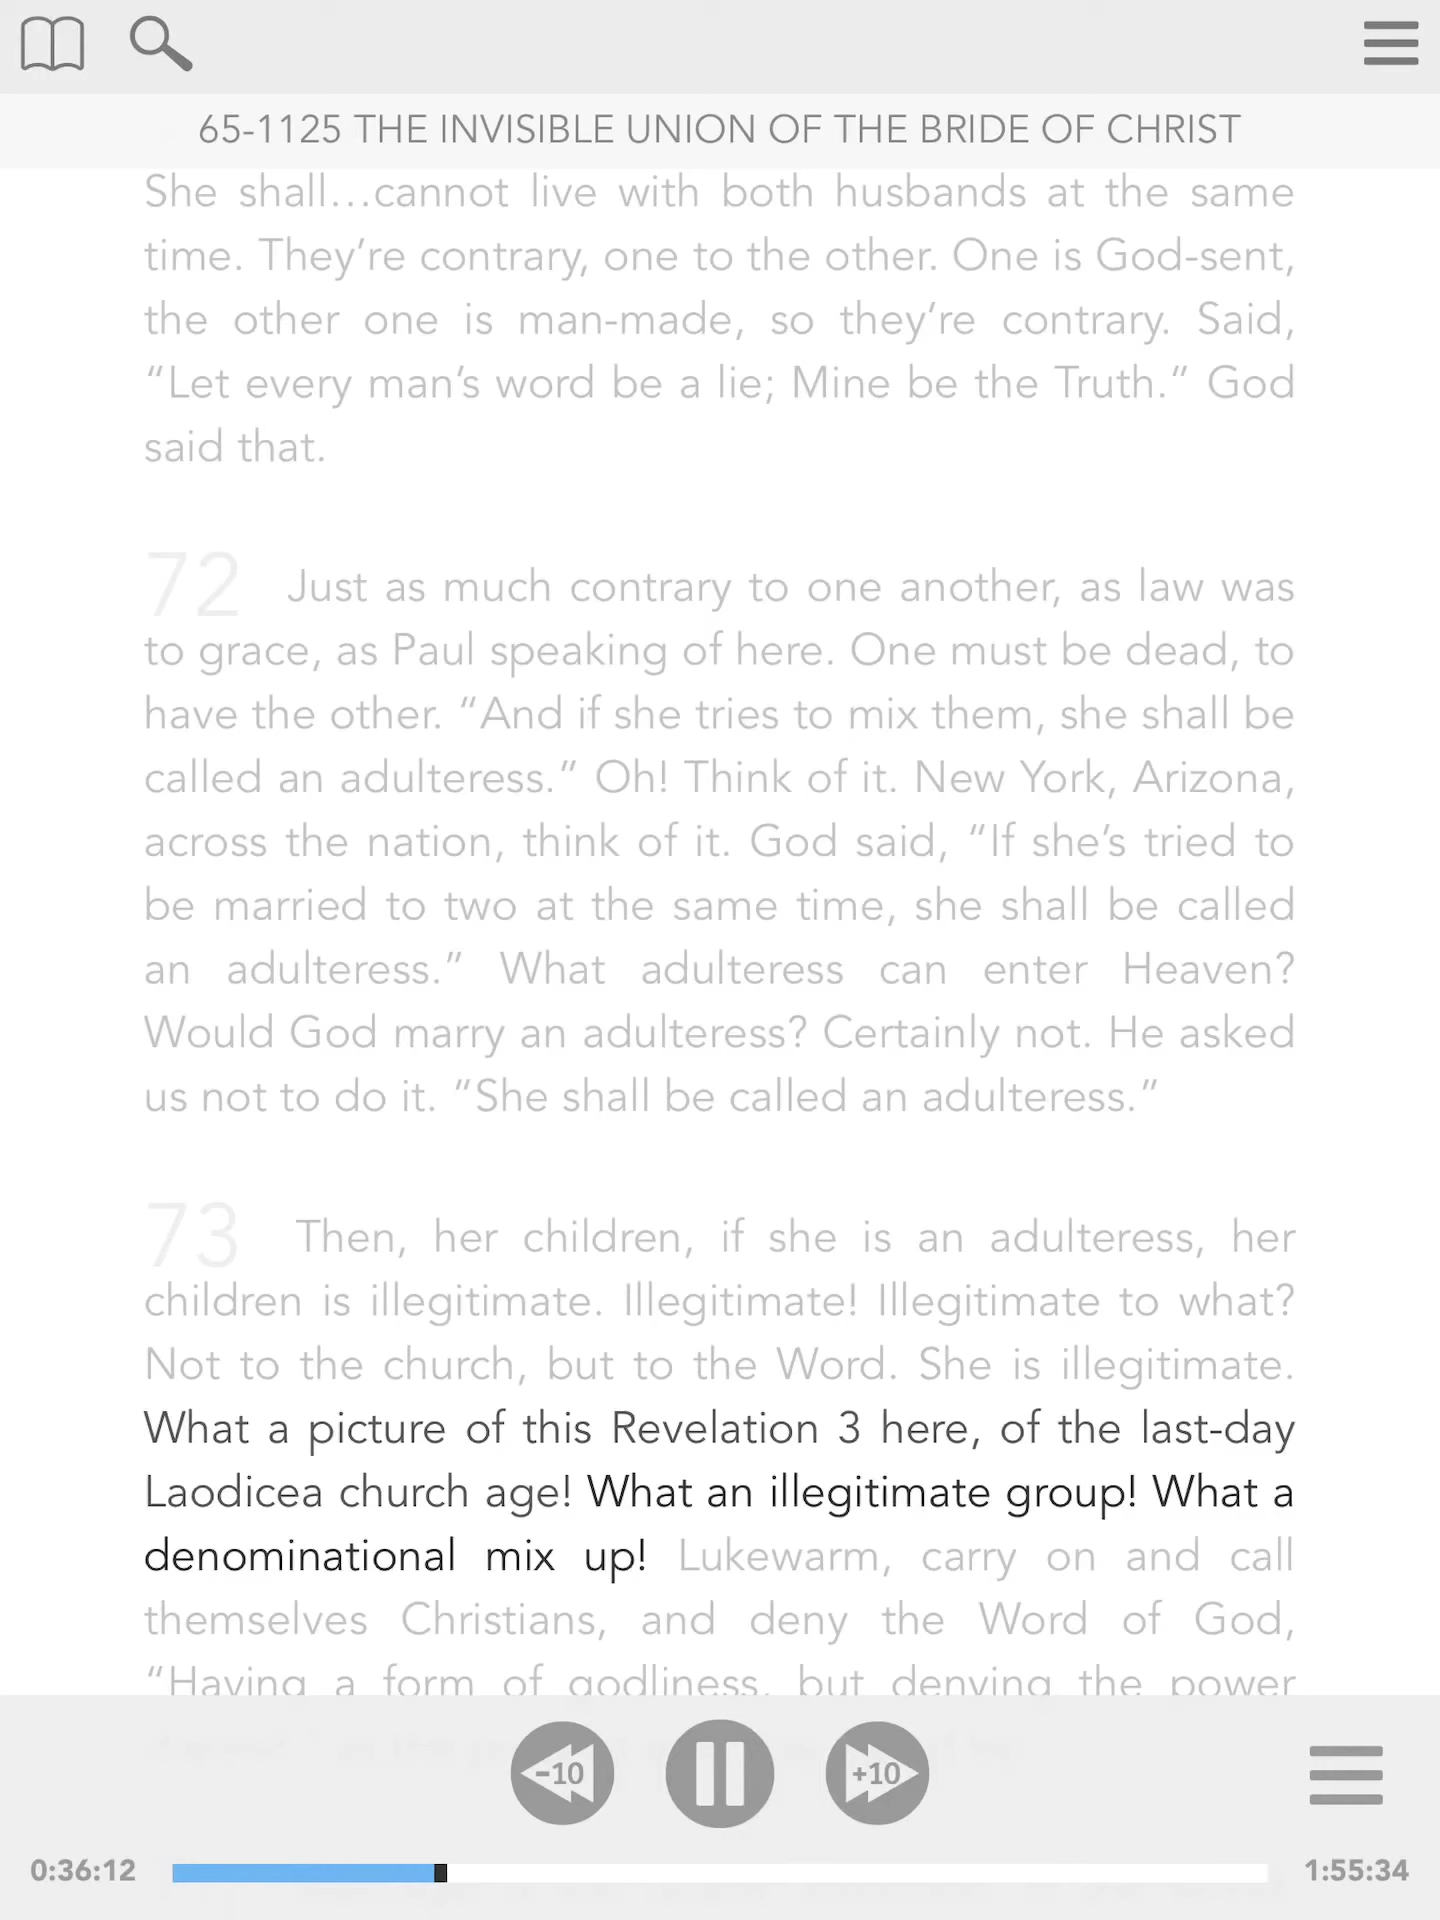 65-1125 THE INVISIBLE UNION OF THE BRIDE OF CHRIST
She shall…cannot live with both husbands at the same
time. They’re contrary, one to the other. One is God-sent,
the other one is man-made, so they’re contrary. Said,
“Let every man’s word be a lie; Mine be the Truth.” God
said that.
72 Just as much contrary to one another, as law was
to grace, as Paul speaking of here. One must be dead, to
have the other. “And if she tries to mix them, she shall be
called an adulteress.” Oh! Think of it. New York, Arizona,
across the nation, think of it. God said, “If she’s tried to
be married to two at the same time, she shall be called
an adulteress.” What adulteress can enter Heaven?
Would God marry an adulteress? Certainly not. He asked
us not to do it. “She shall be called an adulteress.”
73 Then, her children, if she is an adulteress, her
children is illegitimate. Illegitimate! Illegitimate to what?
Not to the church, but to the Word. She is illegitimate.
What a picture of this Revelation 3 here, of the last-day
Laodicea church age! What an illegitimate group! What a
denominational mix up! Lukewarm, carry on and call
themselves Christians, and deny the Word of God,
“Having a form of godliness, but denying the power
-10 +10
0:36:12 1:55:34